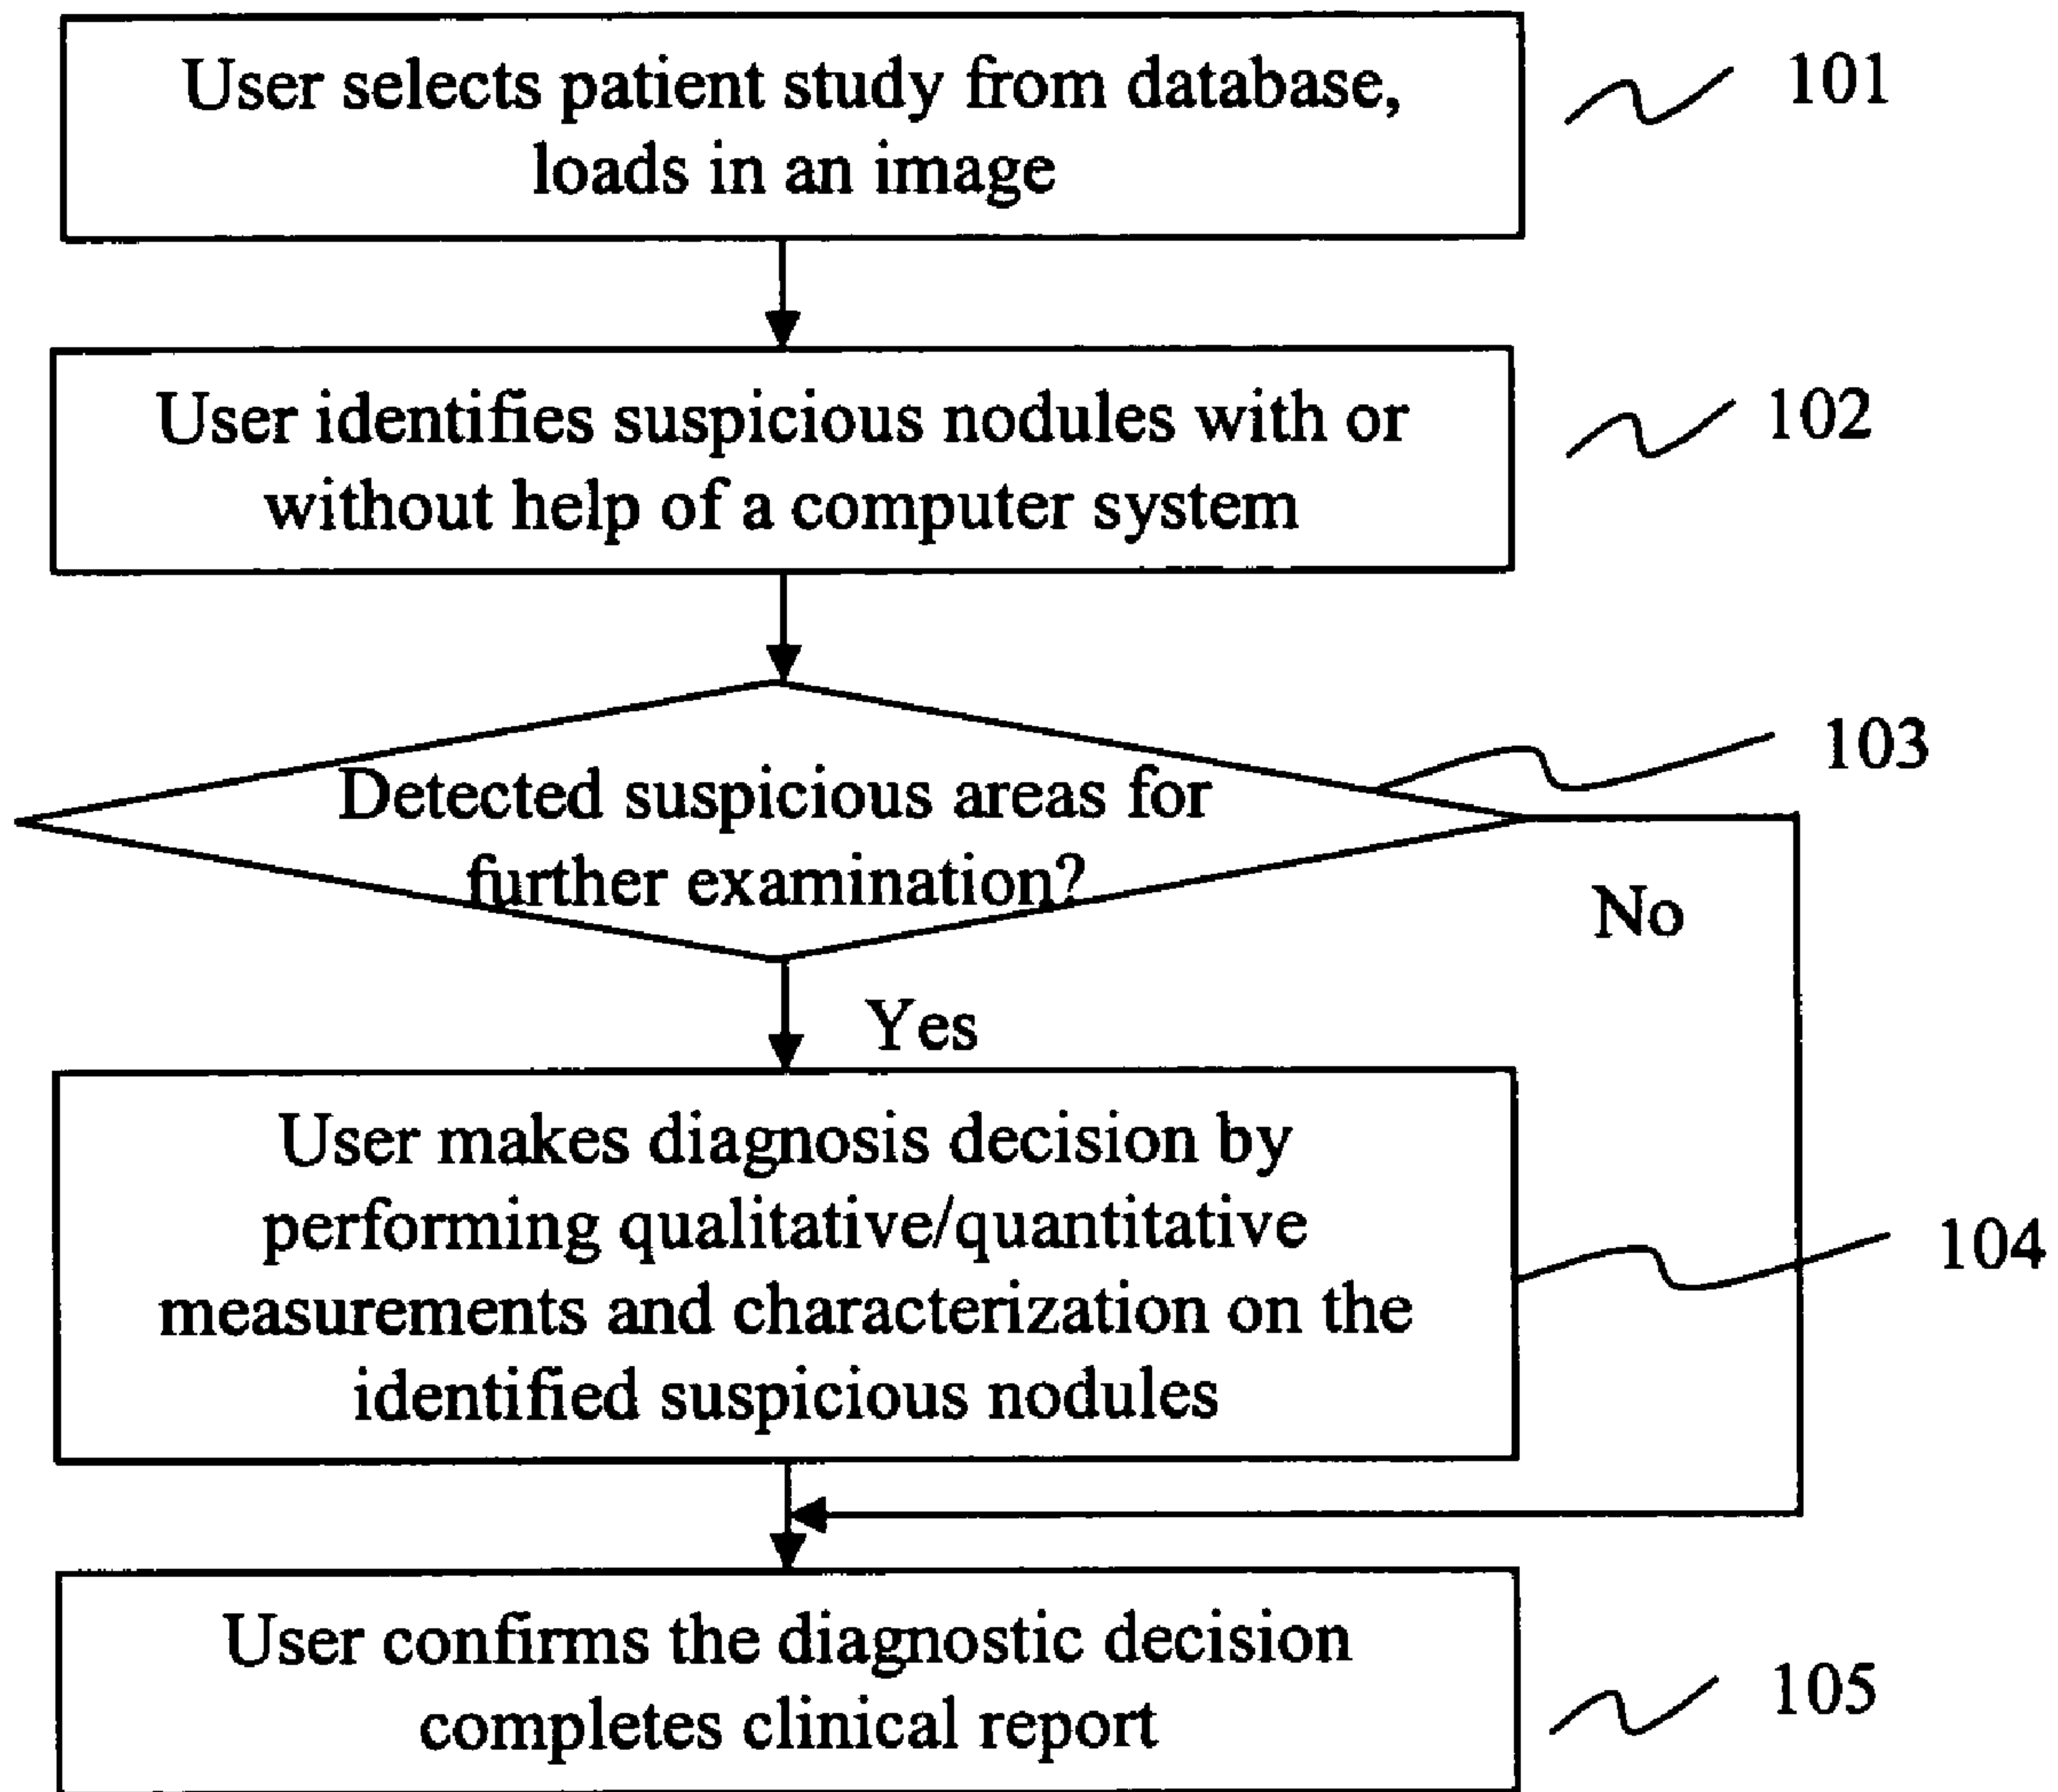 User selects patient study from database,
loads in an image
101
User identifies suspicious nodules with or
without help of a computer system
102
Detected suspicious areas for
further examination?
103
No
Yes
User makes diagnosis decision by
performing qualitative/quantitative
measurements and characterization on the
identified suspicious nodules
104
User confirms the diagnostic decision
completes clinical report
105